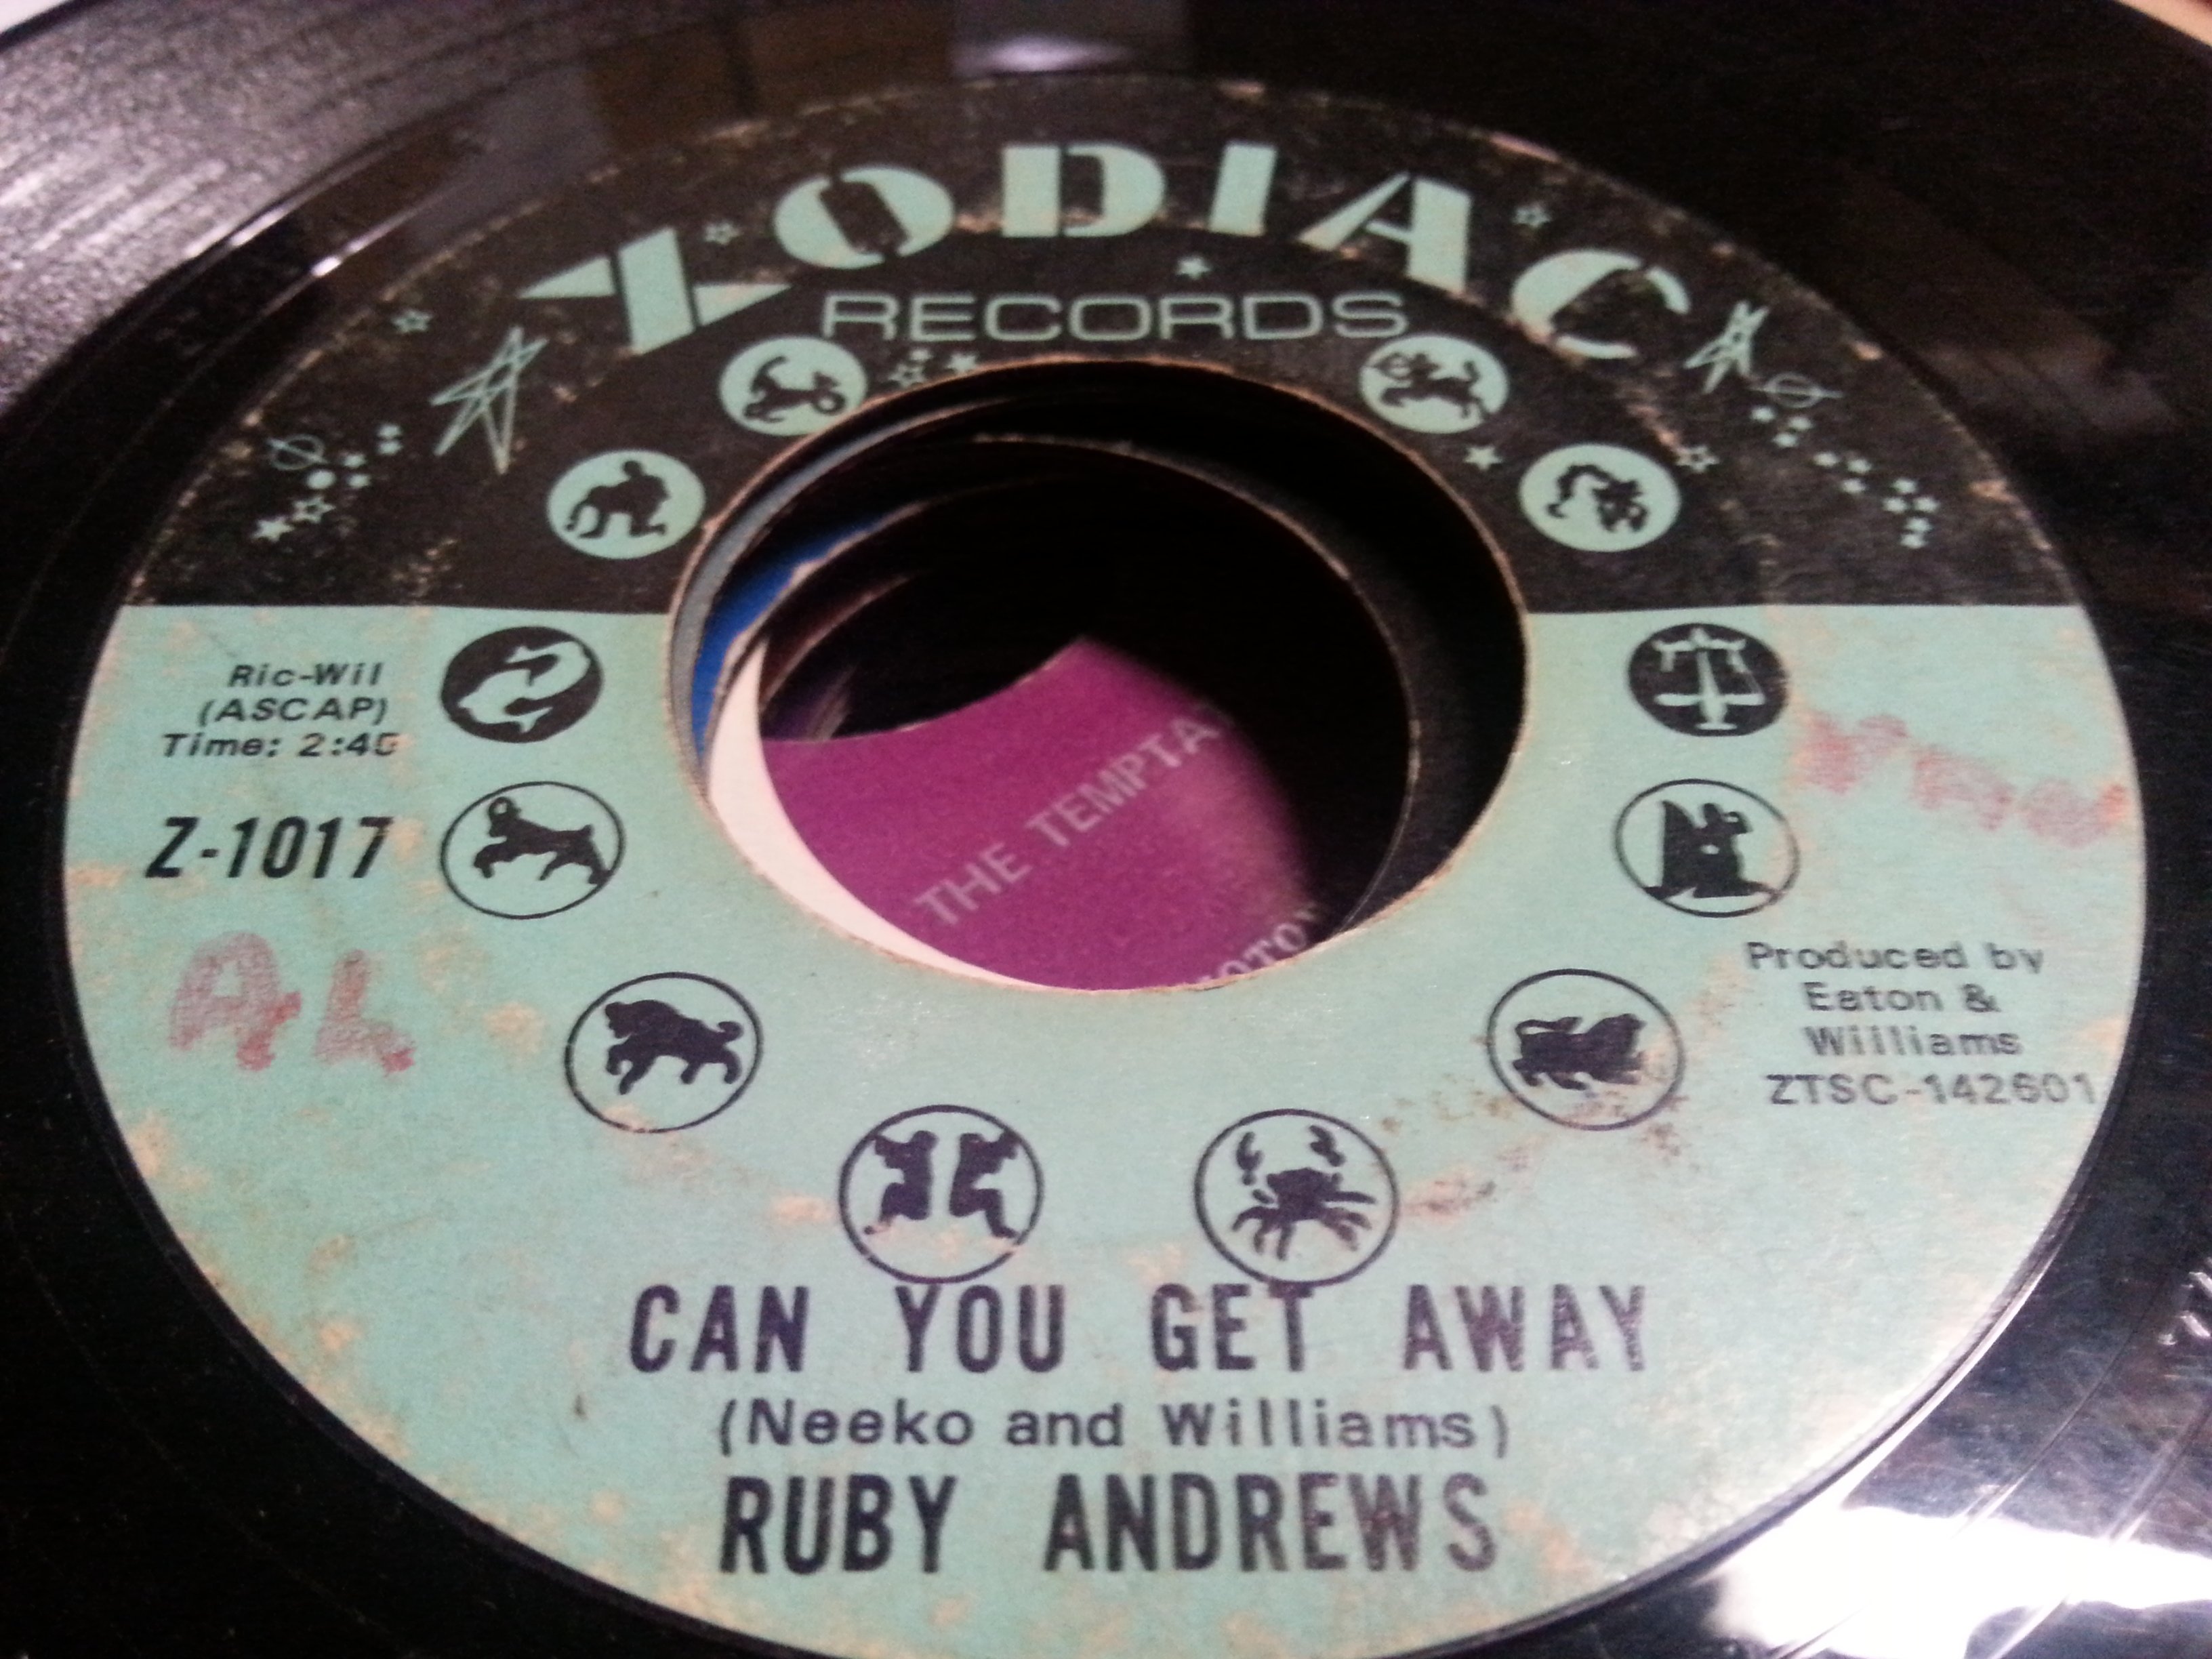 ZODIAC
RECORDS
Ric-Wil
(ASCAP)
Time: 2:45
Z-1017
AL
THE TEMPTA
Produced by
Eaton &
Williams
ZTSC-142601
CAN YOU GET AWAY
(Neeko and Williams)
RUBY ANDREWS